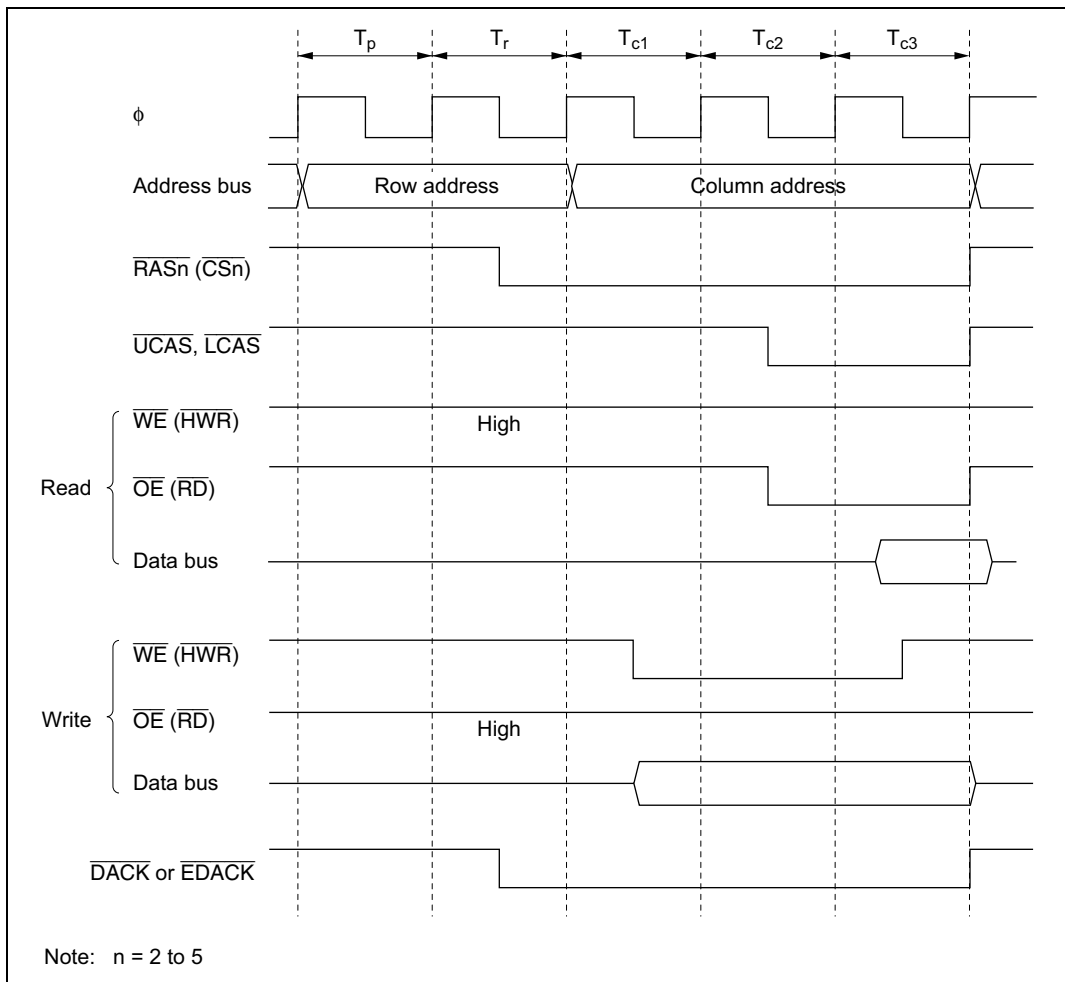 Tp Tr Tc1 Tc2 Tc3
ϕ
Address bus Row address Column address
RASn (CSn)
UCAS, LCAS
Read
WE (HWR) High
OE (RD)
Data bus
Write
WE (HWR)
OE (RD) High
Data bus
DACK or EDACK
Note: n = 2 to 5